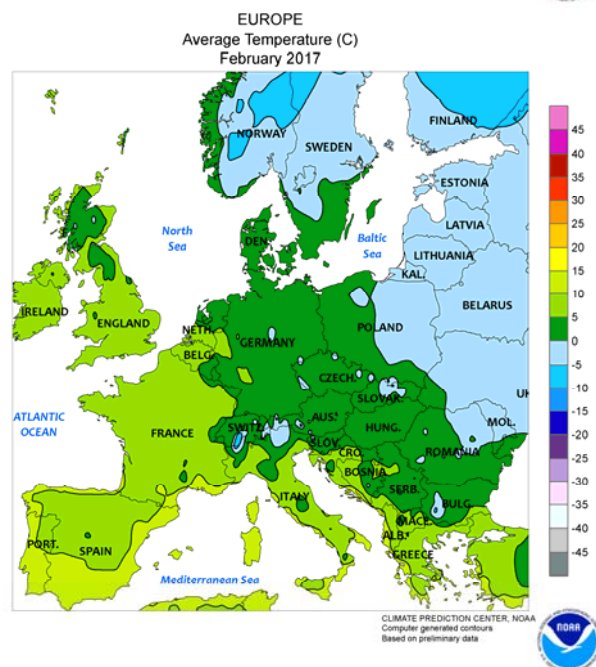 EUROPE
Average Temperature (C)
February 2017
NORWAY
FINLAND
SWEDEN
ESTONIA
North
Sea
Baltic
Sea
LATVIA
DEN.
LITHUANIA
KAL.
IRELAND
ENGLAND
BELARUS
NETH.
GERMANY
POLAND
BELG.
CZECH.
SLOVAK.
UK
ATLANTIC
OCEAN
FRANCE
SWITZ.
AUS.
HUNG.
MOL.
SLOV.
CRO.
ROMANIA
BOSNIA
SERB.
ITALY
BULG.
MACE.
PORT.
SPAIN
ALB.
GREECE
Mediterranean Sea
45
40
35
30
25
20
15
10
5
0
-5
-10
-15
-20
-25
-30
-35
-40
-45
CLIMATE PREDICTION CENTER, NOAA
Computer generated contours
Based on preliminary data
NOAA